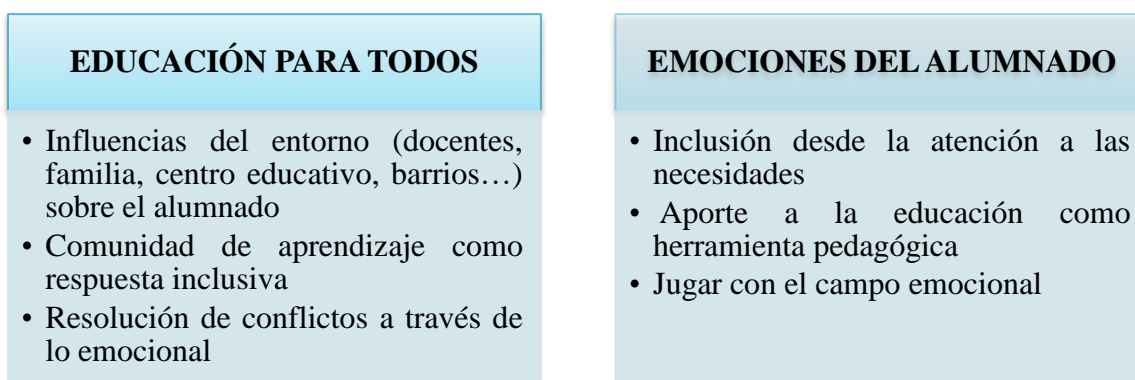 EDUCACIÓN PARA TODOS
• Influencias del entorno (docentes,
familia, centro educativo, barrios…)
sobre el alumnado
• Comunidad de aprendizaje como
respuesta inclusiva
• Resolución de conflictos a través de
lo emocional
EMOCIONES DEL ALUMNADO
• Inclusión desde la atención a las
necesidades
• Aporte a la educación como
herramienta pedagógica
• Jugar con el campo emocional